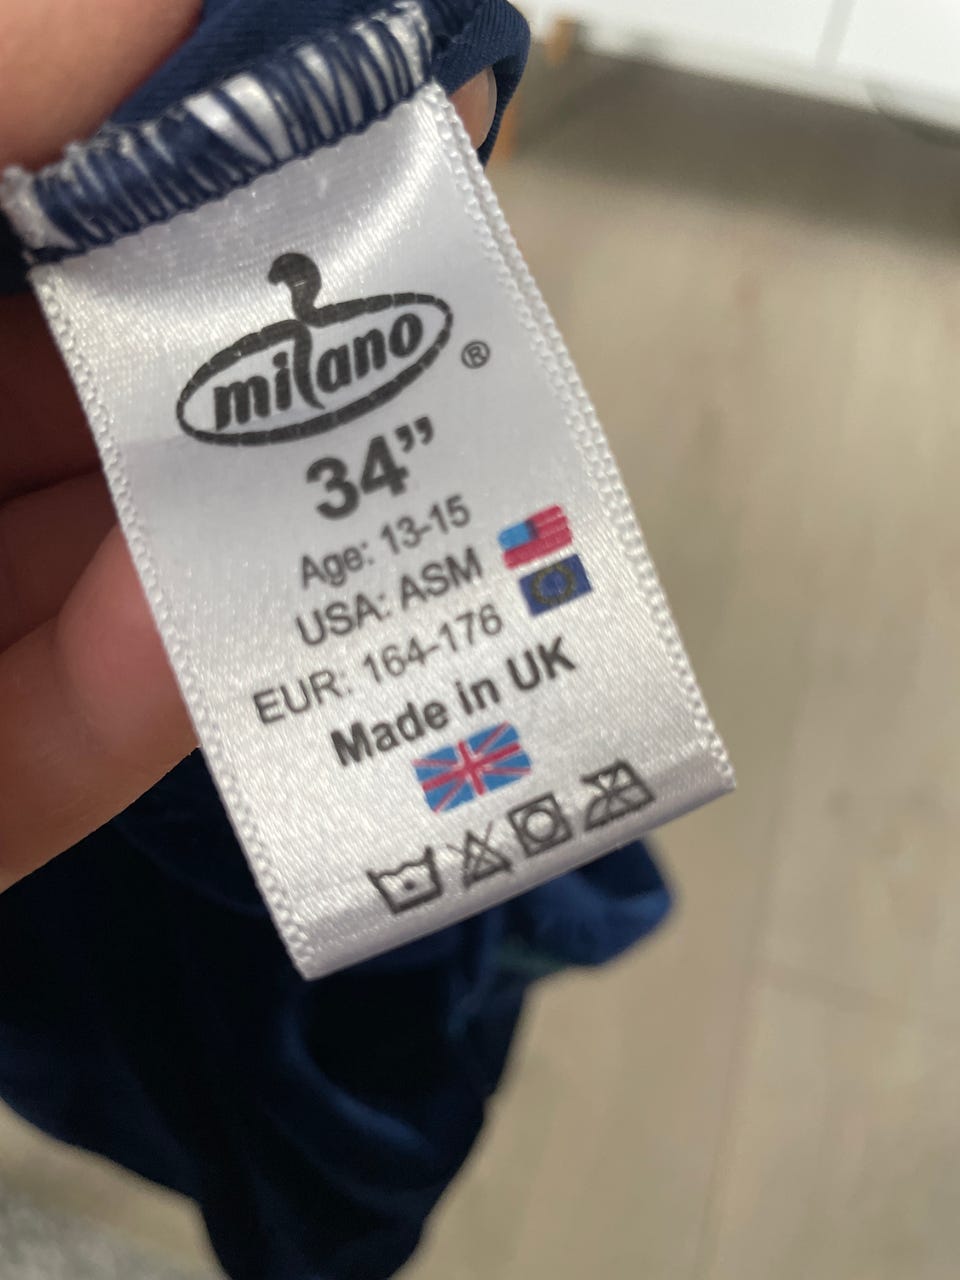 milano®
34”
Age: 13-15
USA: ASM
EUR: 164-176
Made in UK